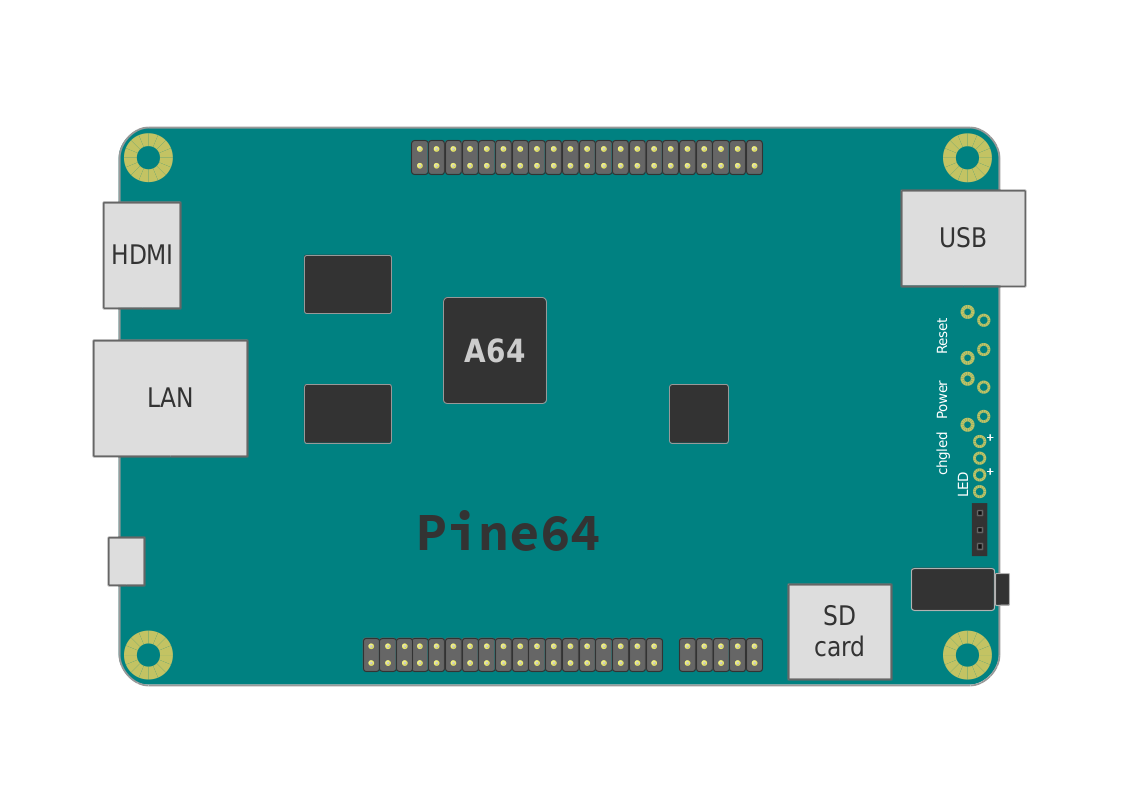 HDMI
USB
Reset
A64
LAN
Power
chgled
+
LED
+
Pine64
SD
card